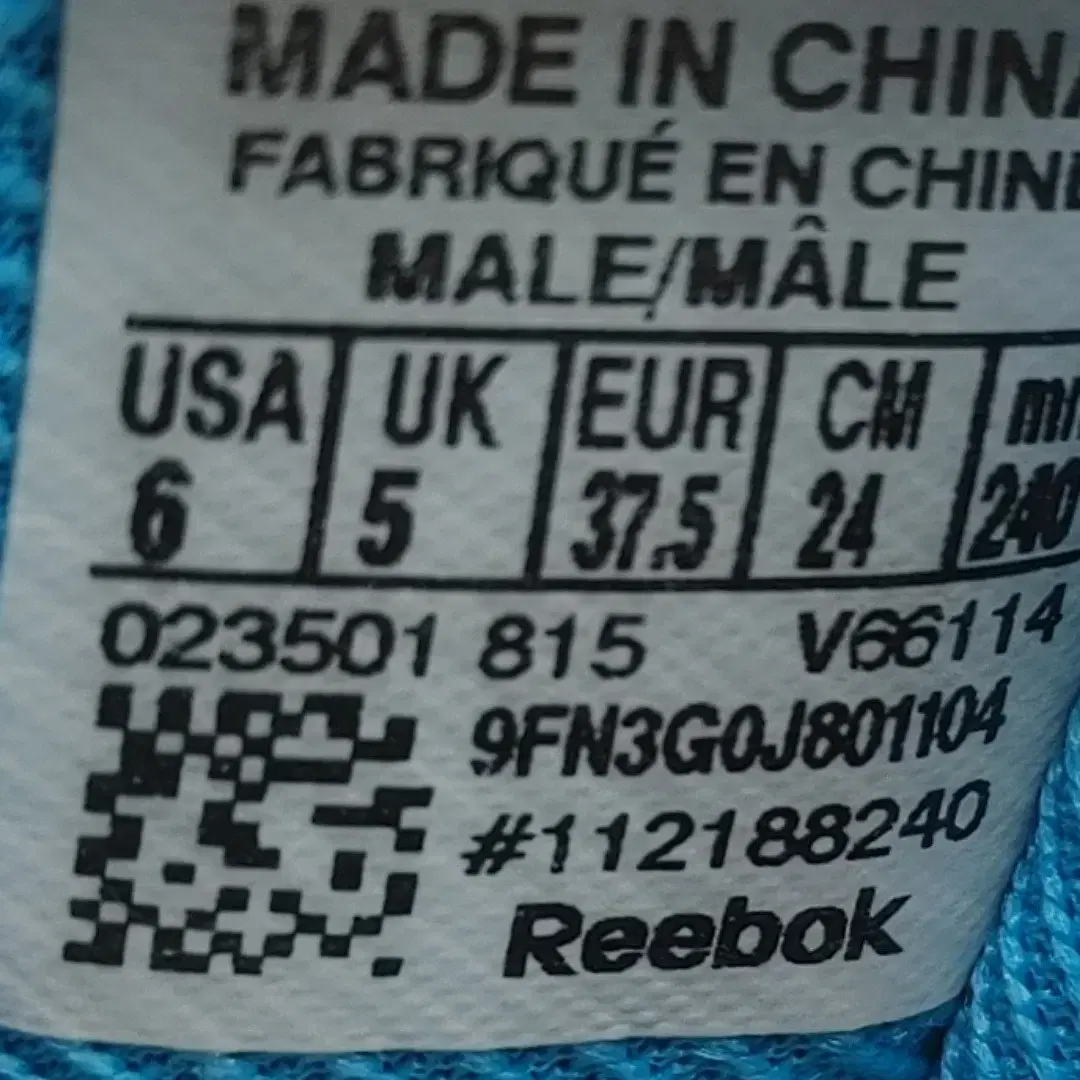 MADE IN CHINA
FABRIQUÉ EN CHINE
MALE/MÂLE
USA UK EUR CM mm
6 5 37.5 24 240
023501 815 V66114
9FN3G0J801104
#112188240
Reebok